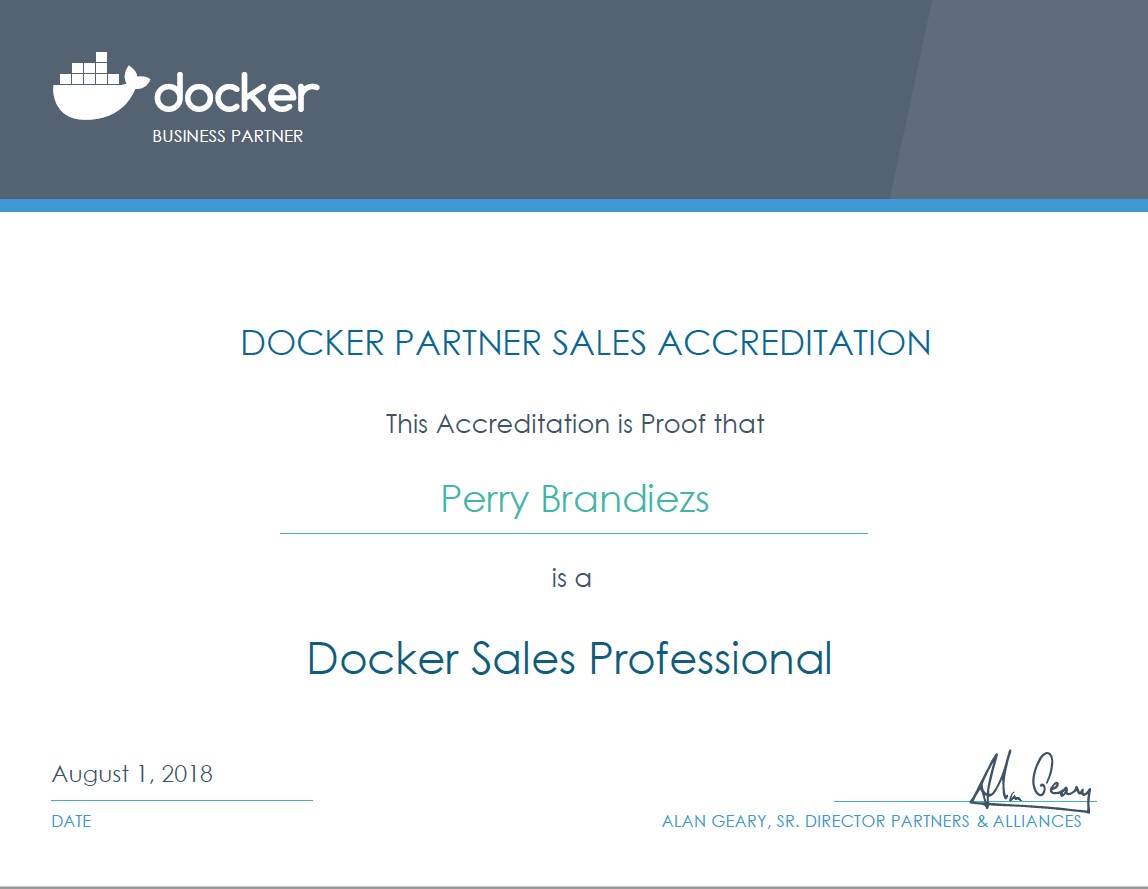 docker
BUSINESS PARTNER
DOCKER PARTNER SALES ACCREDITATION
This Accreditation is Proof that
Perry Brandiezs
is a
Docker Sales Professional
August 1, 2018
DATE
Alan Geary
ALAN GEARY, SR. DIRECTOR PARTNERS & ALLIANCES